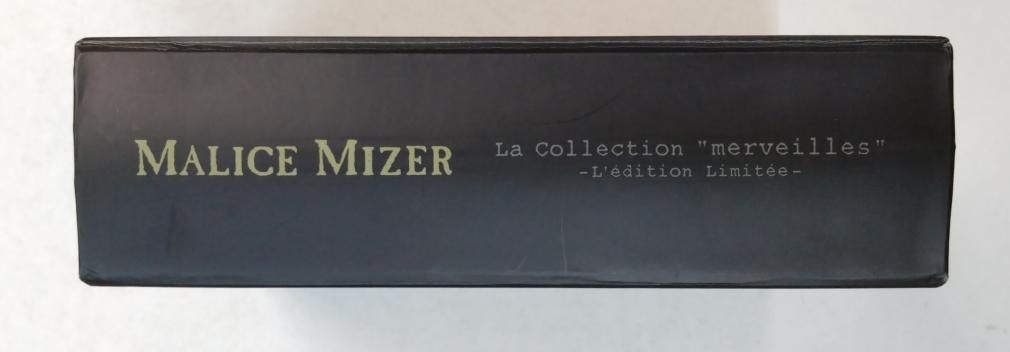 MALICE MIZER
La Collection "merveilles"
-L'édition Limitée-